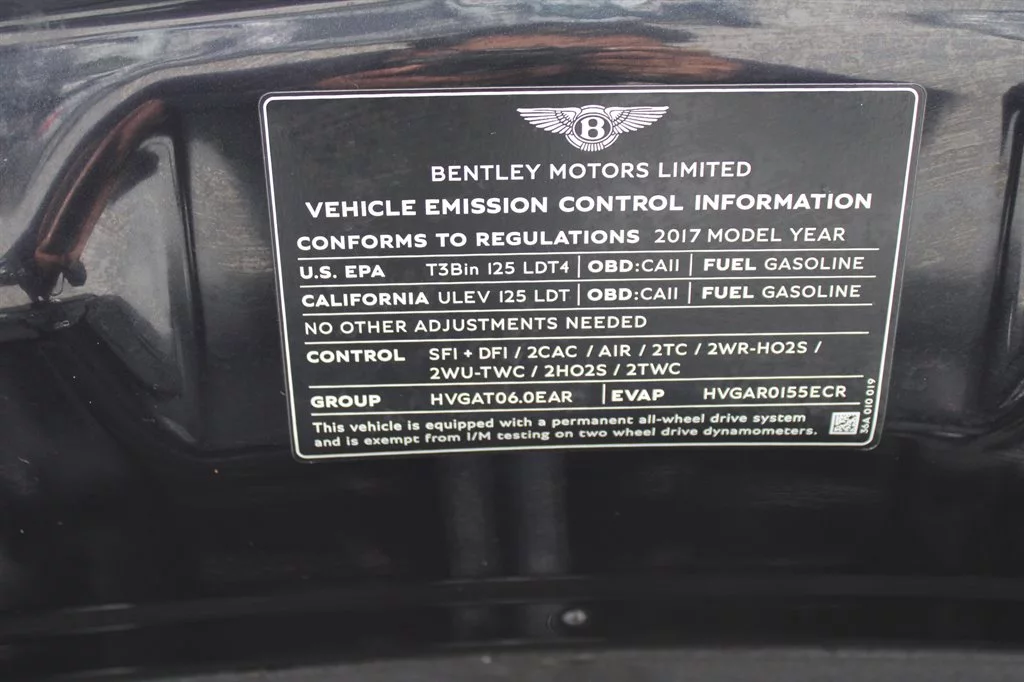 B
BENTLEY MOTORS LIMITED
VEHICLE EMISSION CONTROL INFORMATION
CONFORMS TO REGULATIONS 2017 MODEL YEAR
U.S. EPA T3Bin 125 LDT4 OBD:CAII FUEL GASOLINE
CALIFORNIA ULEV 125 LDT OBD:CAII FUEL GASOLINE
NO OTHER ADJUSTMENTS NEEDED
CONTROL SFI + DFI / 2CAC / AIR / 2TC / 2WR-HO2S /
2WU-TWC / 2HO2S / 2TWC
GROUP HVGAT06.0EAR EVAP HVGAR0155ECR
This vehicle is equipped with a permanent all-wheel drive system
and is exempt from I/M testing on two wheel drive dynamometers.
36A 010 019